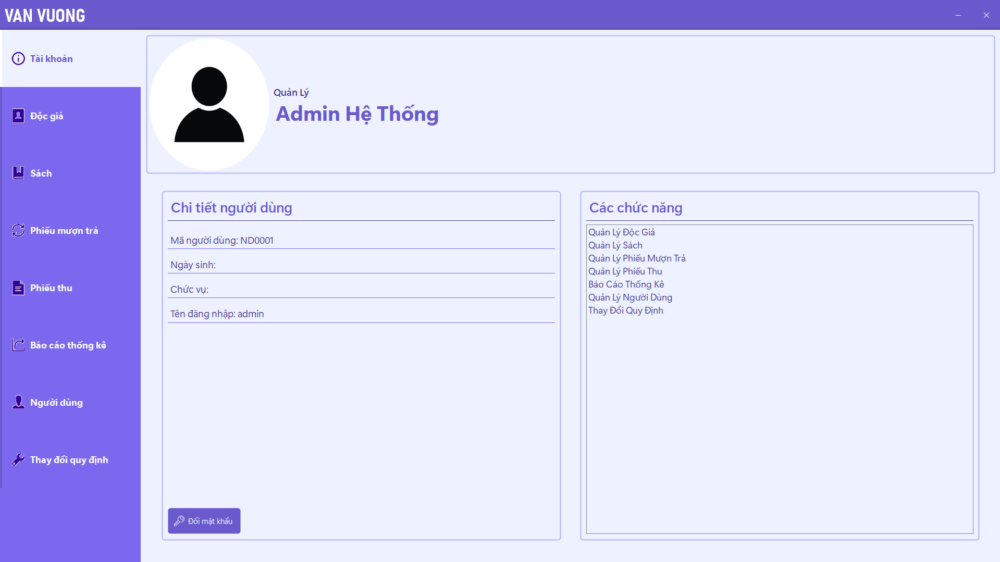 VAN VUONG
Tài khoản
Độc giả
Sách
Phiếu mượn trả
Phiếu thu
Báo cáo thống kê
Người dùng
Thay đổi quy định
Quản Lý
Admin Hệ Thống
Chi tiết người dùng
Mã người dùng: ND0001
Ngày sinh:
Chức vụ:
Tên đăng nhập: admin
Đổi mật khẩu
Các chức năng
Quản Lý Độc Giả
Quản Lý Sách
Quản Lý Phiếu Mượn Trả
Quản Lý Phiếu Thu
Báo Cáo Thống Kê
Quản Lý Người Dùng
Thay Đổi Quy Định